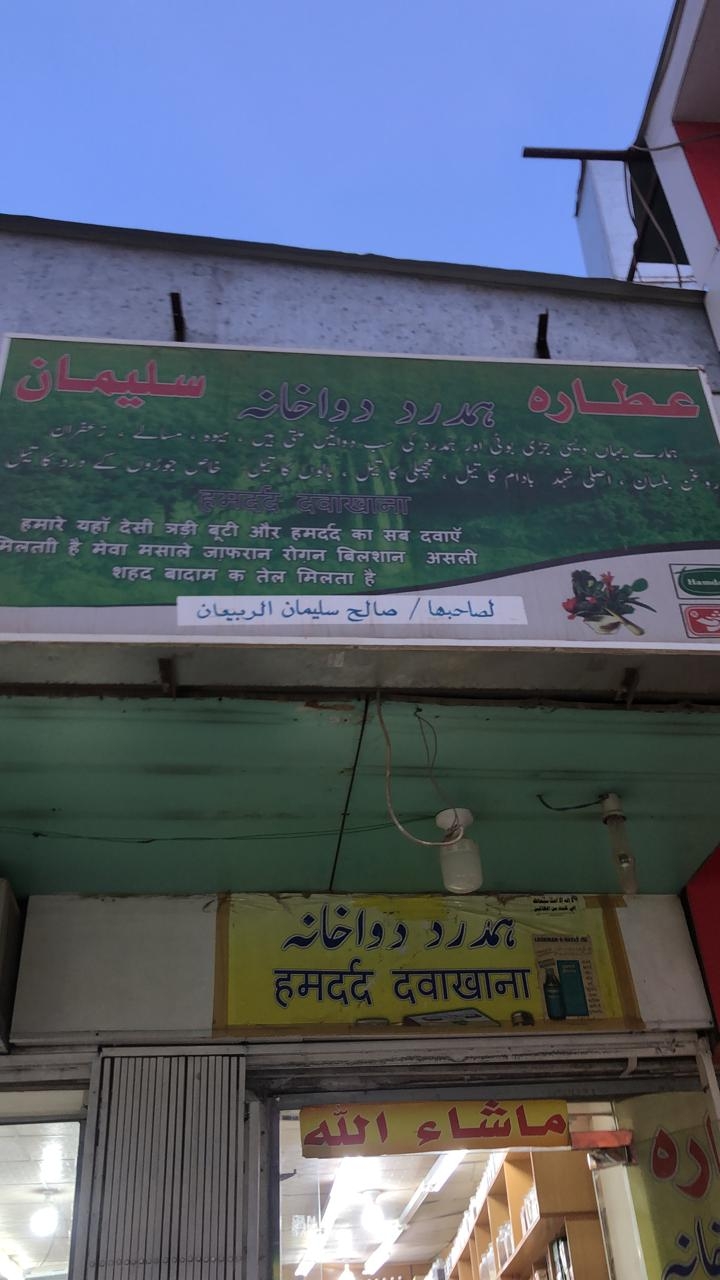 عطاره ہمدرد دواخانہ سليمان
ہمارے یہاں دیسی جڑی بوٹی اور ہمدرد کی سب دوائیں ملتی ہیں ، میوہ ، مسالے ، زعفران
روغن بلسان ، اصلی شہد بادام کا تیل ، مچھلی کا تیل ، بالوں کا تیل خاص جوڑوں کے درد کا تیل
हमदर्द दवाखाना
हमारे यहाँ देसी ञड़ी बूटी और हमदर्द का सब दवाएँ
मिलताी है मेवा मसाले जा़फरान रोगन बिलशान असली
शहद बादाम क तेल मिलता है
لصاحبها / صالح سليمان الربيعان
Hamda
ہمدرد دواخانہ
हमदर्द दवाखाना
ماشاء الله